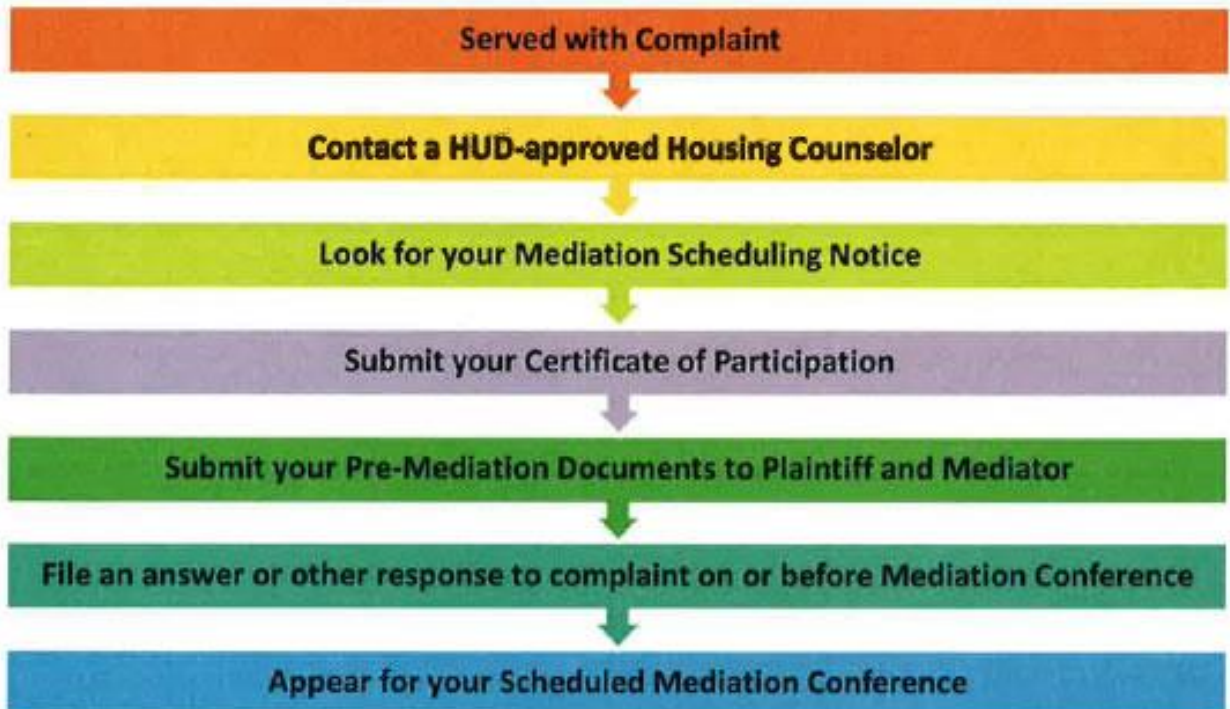 Served with Complaint
Contact a HUD-approved Housing Counselor
Look for your Mediation Scheduling Notice
Submit your Certificate of Participation
Submit your Pre-Mediation Documents to Plaintiff and Mediator
File an answer or other response to complaint on or before Mediation Conference
Appear for your Scheduled Mediation Conference